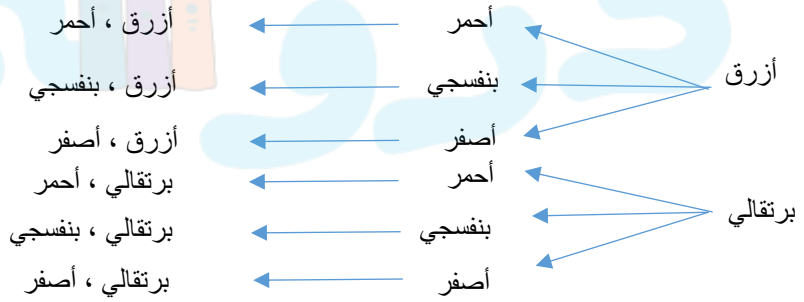 أزرق
أحمر
أزرق ، أحمر
بنفسجي
أزرق ، بنفسجي
أصفر
أزرق ، أصفر
برتقالي
أحمر
برتقالي ، أحمر
بنفسجي
برتقالي ، بنفسجي
أصفر
برتقالي ، أصفر